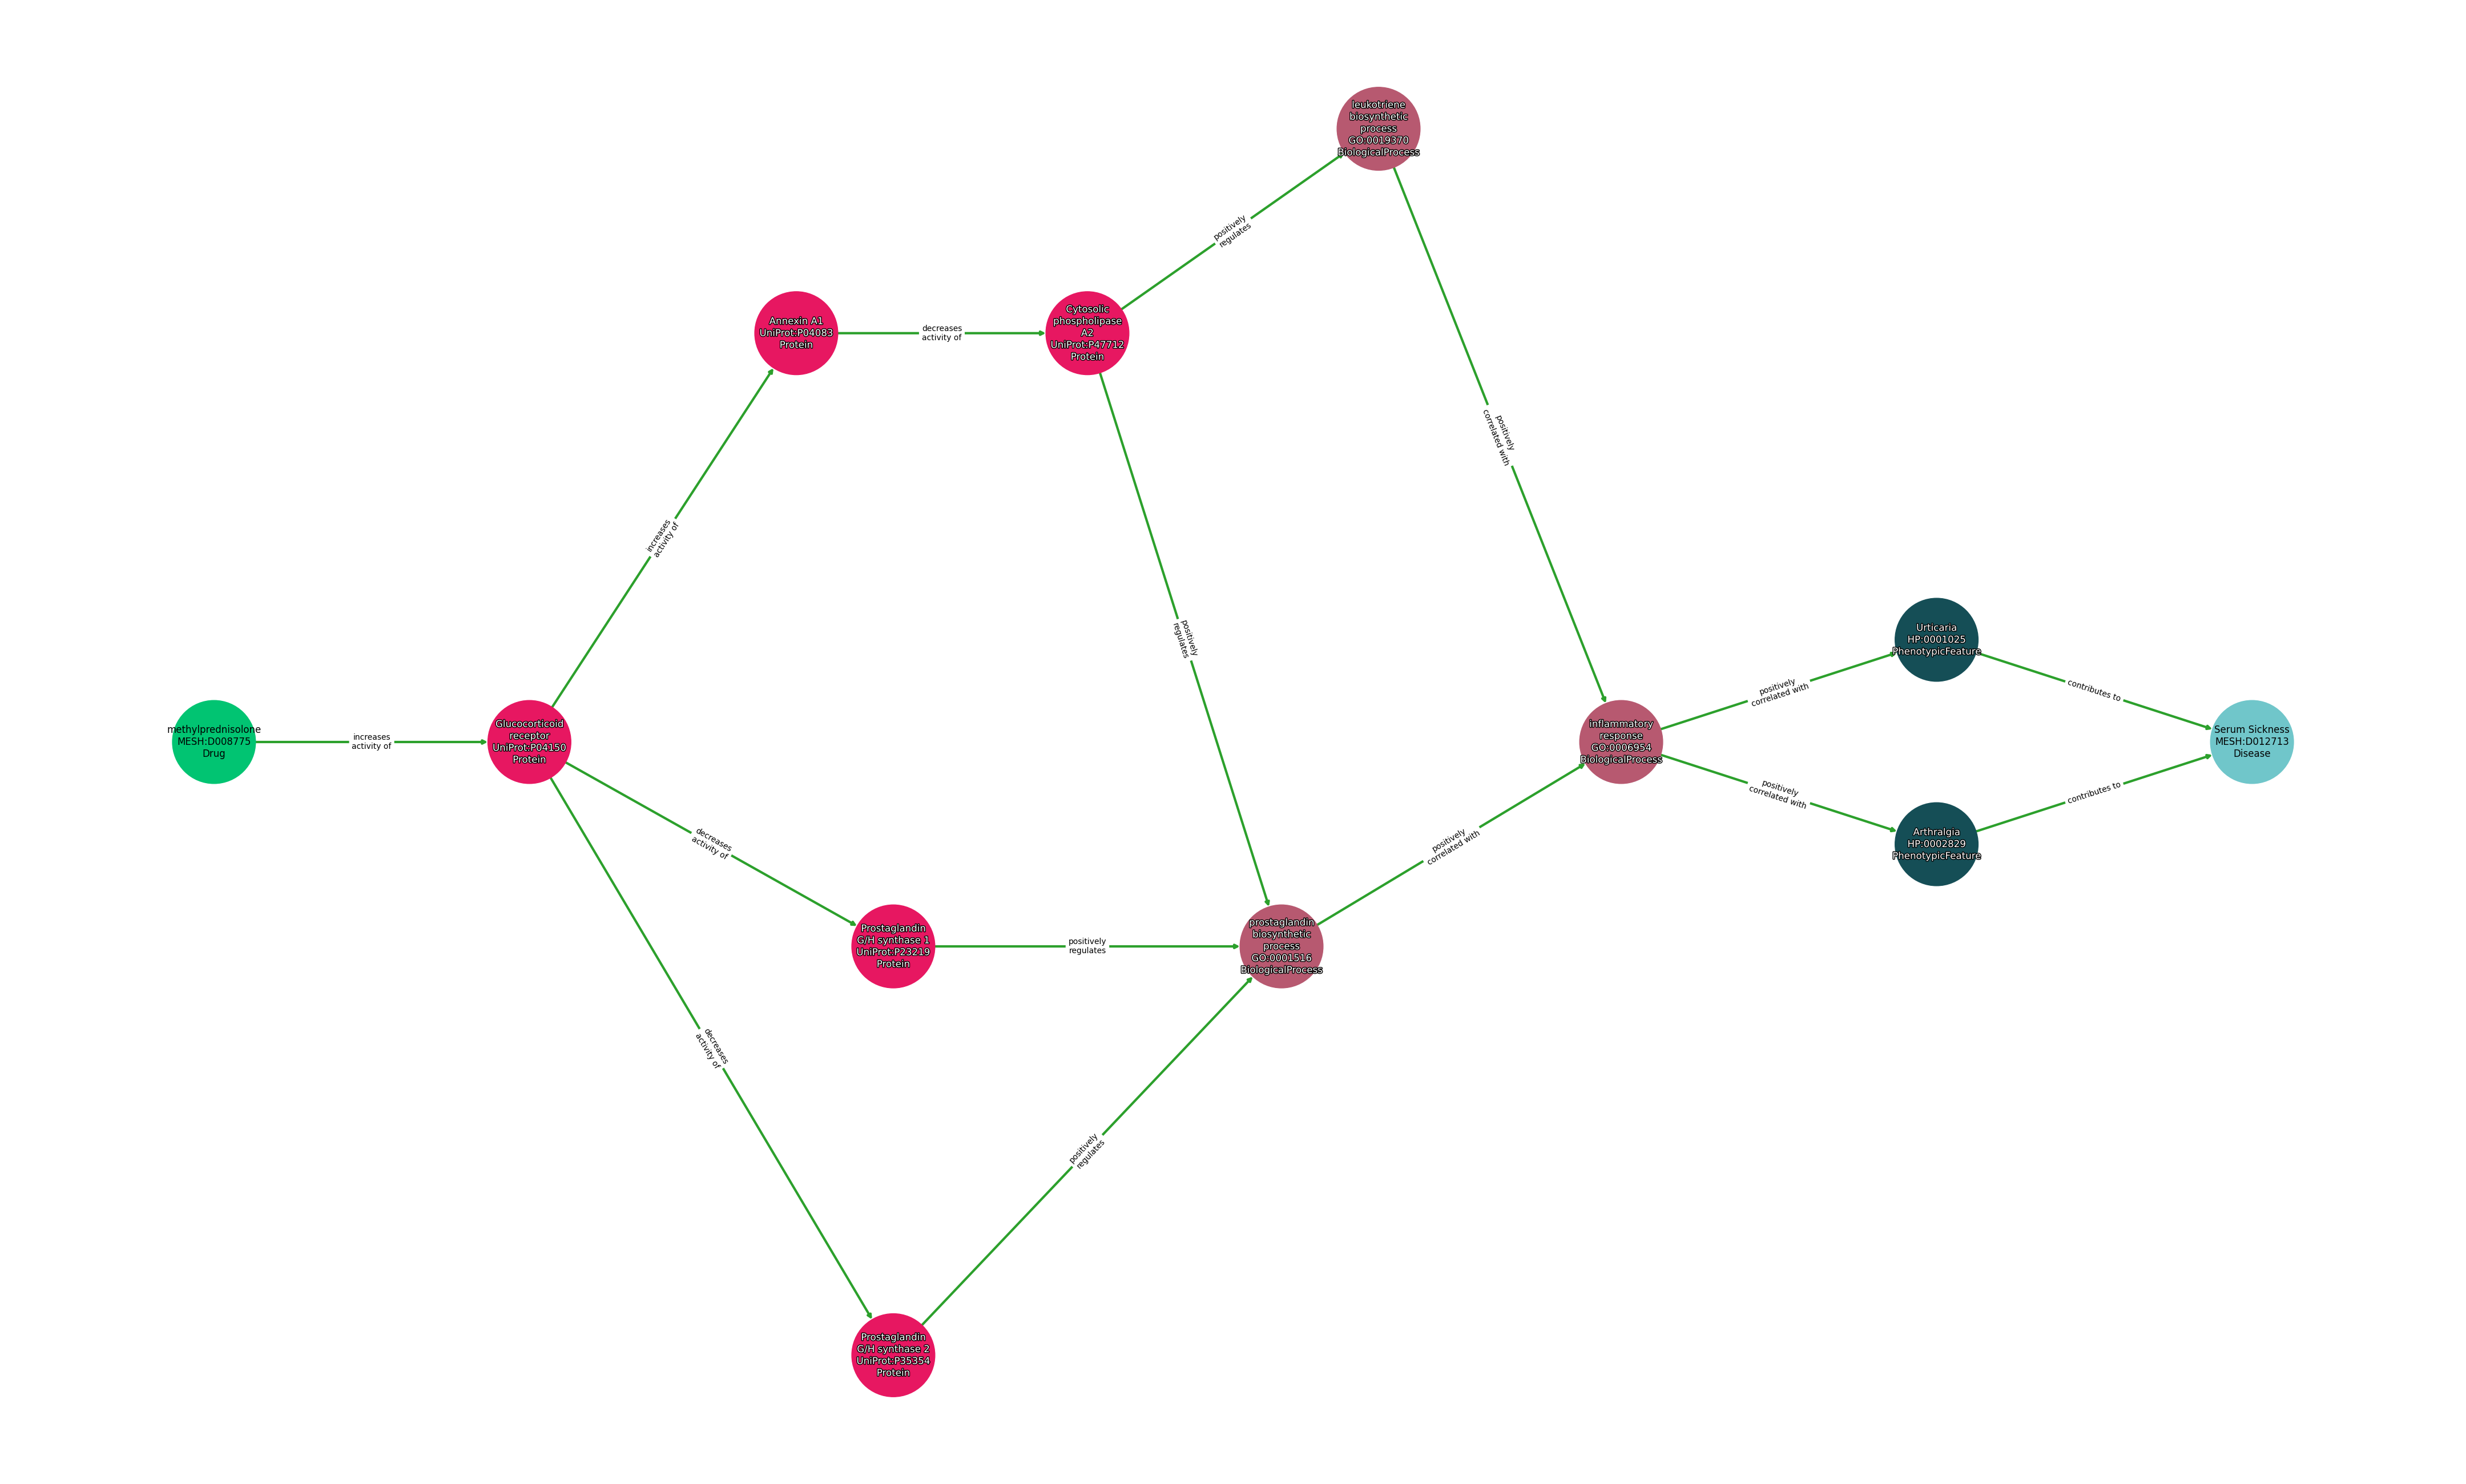 leukotriene
biosynthetic
process
GO:0019370
BiologicalProcess
positively
regulates
Annexin A1
UniProt:P04083
Protein
decreases
activity of
Cytosolic
phospholipase
A2
UniProt:P47712
Protein
positively
correlated with
increases
activity of
positively
regulates
methylprednisolone
MESH:D008775
Drug
increases
activity of
Glucocorticoid
receptor
UniProt:P04150
Protein
inflammatory
response
GO:0006954
BiologicalProcess
positively
correlated with
Urticaria
HP:0001025
PhenotypicFeature
contributes to
Serum Sickness
MESH:D012713
Disease
positively
correlated with
Arthralgia
HP:0002829
PhenotypicFeature
contributes to
decreases
activity of
Prostaglandin
G/H synthase 1
UniProt:P23219
Protein
positively
regulates
prostaglandin
biosynthetic
process
GO:0001516
BiologicalProcess
positively
correlated with
decreases
activity of
positively
regulates
Prostaglandin
G/H synthase 2
UniProt:P35354
Protein